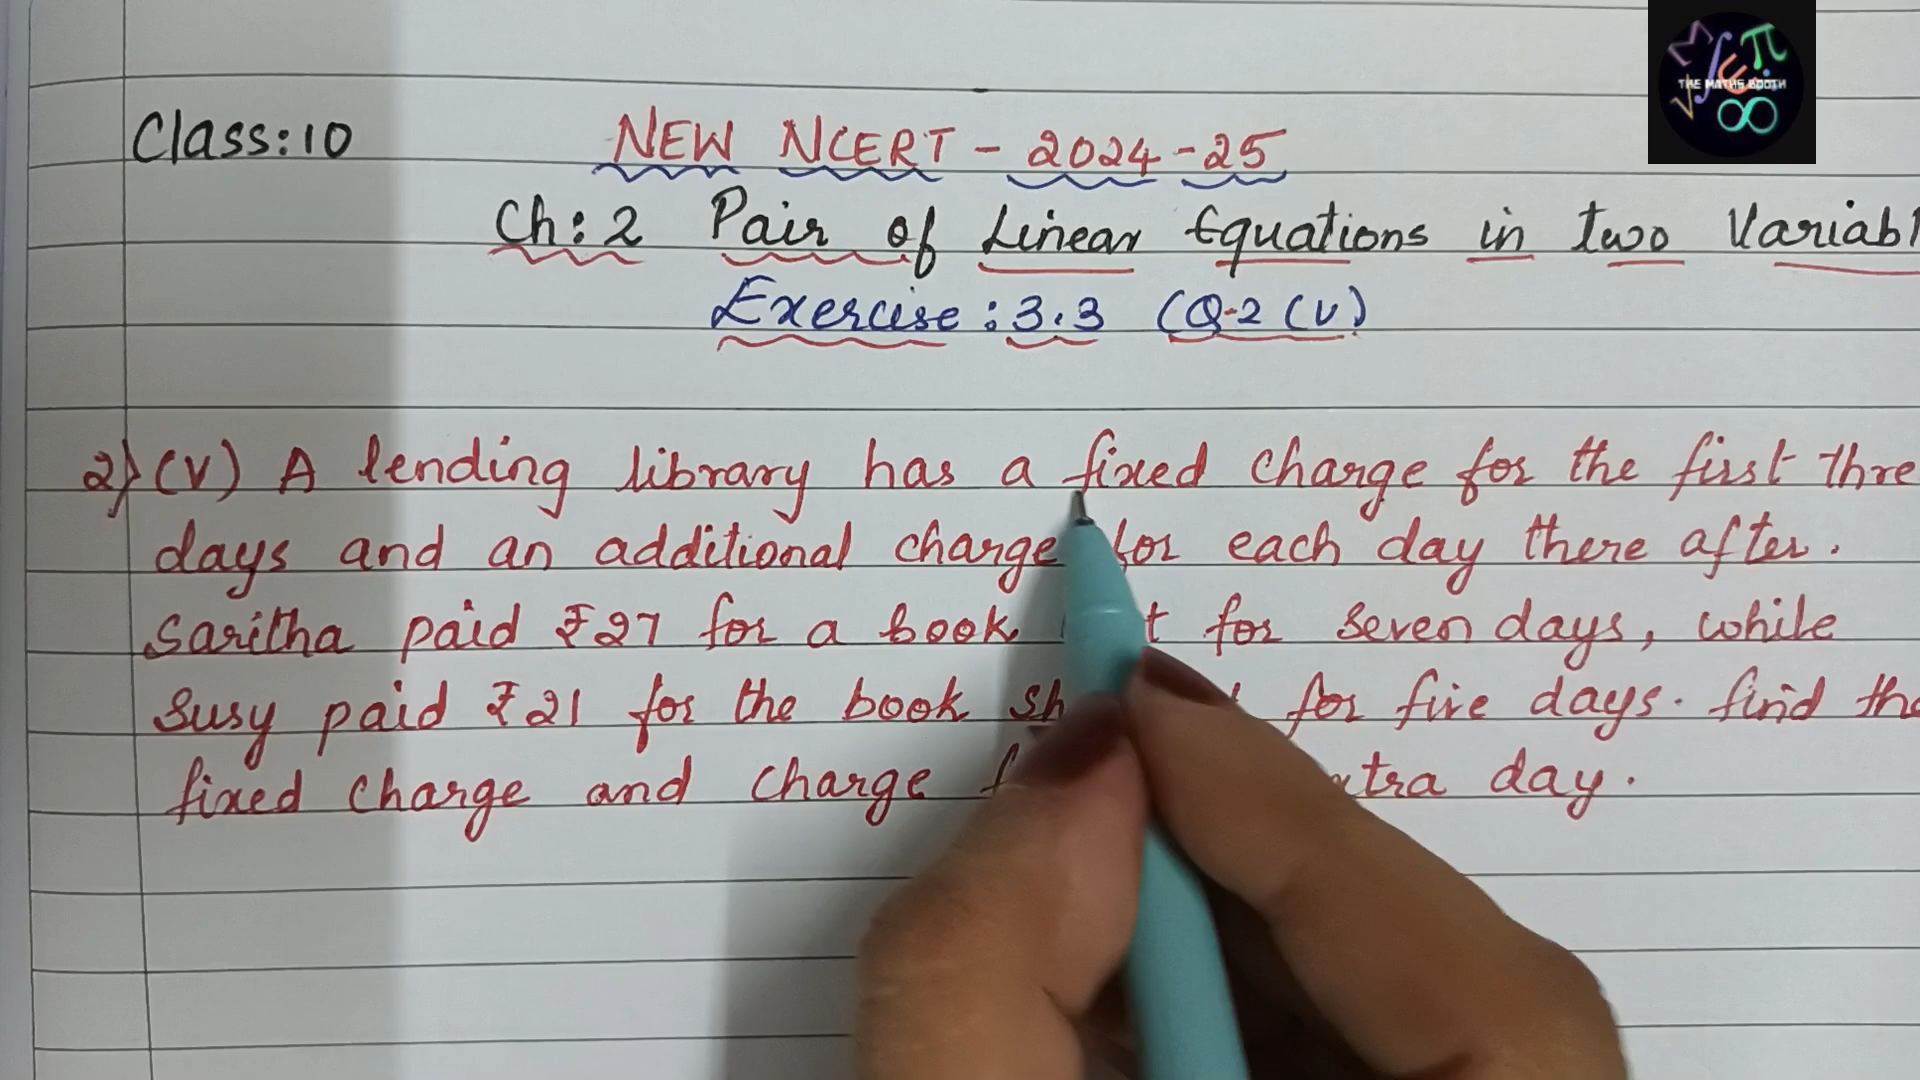 THE MATHS BOOTH
Class:10
NEW NCERT - 2024-25
Ch:2 Pair of Linear Equations in two Variabl
Exercise:3.3 (Q-2 (V)
2) (V) A lending library has a fixed charge for the first thre
days and an additional charge for each day there after.
Saritha paid ₹27 for a book for seven days, while
Susy paid ₹21 for the book for five days. find the
fixed charge and charge day.